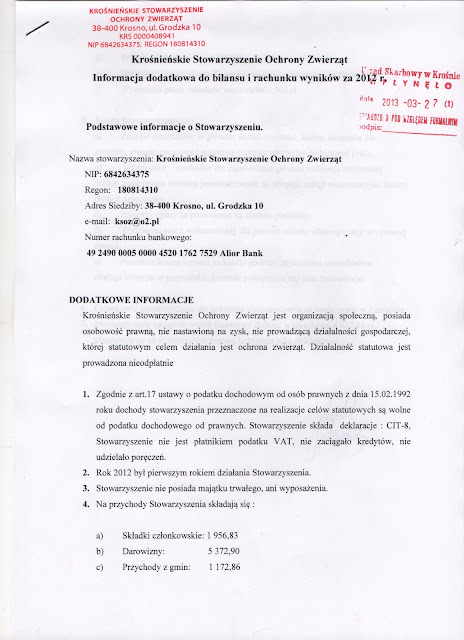 KROŚNIEŃSKIE STOWARZYSZENIE
OCHRONY ZWIERZĄT
38-400 Krosno, ul. Grodzka 10
KRS 0000408941
NIP 6842634375, REGON 180814310
Krośnieńskie Stowarzyszenie Ochrony Zwierząt
Informacja dodatkowa do bilansu i rachunku wyników za 2012 r.
Urząd Skarbowy w Krośnie
WPŁYNĘŁO
dnia 2013 -03- 27 (1)
POD WZGLĘDEM FORMALNYM
podpis:
Podstawowe informacje o Stowarzyszeniu.
Nazwa stowarzyszenia: Krośnieńskie Stowarzyszenie Ochrony Zwierząt
NIP: 6842634375
Regon: 180814310
Adres Siedziby: 38-400 Krosno, ul. Grodzka 10
e-mail: ksoz@o2.pl
Numer rachunku bankowego:
49 2490 0005 0000 4520 1762 7529 Alior Bank
DODATKOWE INFORMACJE
Krośnieńskie Stowarzyszenie Ochrony Zwierząt jest organizacją społeczną, posiada
osobowość prawną, nie nastawioną na zysk, nie prowadzącą działalności gospodarczej,
której statutowym celem działania jest ochrona zwierząt. Działalność statutowa jest
prowadzona nieodpłatnie
1. Zgodnie z art.17 ustawy o podatku dochodowym od osób prawnych z dnia 15.02.1992
roku dochody stowarzyszenia przeznaczone na realizacje celów statutowych są wolne
od podatku dochodowego od prawnych. Stowarzyszenie składa deklaracje : CIT-8,
Stowarzyszenie nie jest płatnikiem podatku VAT, nie zaciągało kredytów, nie
udzielało poręczeń.
2. Rok 2012 był pierwszym rokiem działania Stowarzyszenia.
3. Stowarzyszenie nie posiada majątku trwałego, ani wyposażenia.
4. Na przychody Stowarzyszenia składają się :
a) Składki członkowskie: 1 956,83
b) Darowizny: 5 372,90
c) Przychody z gmin: 1 172,86